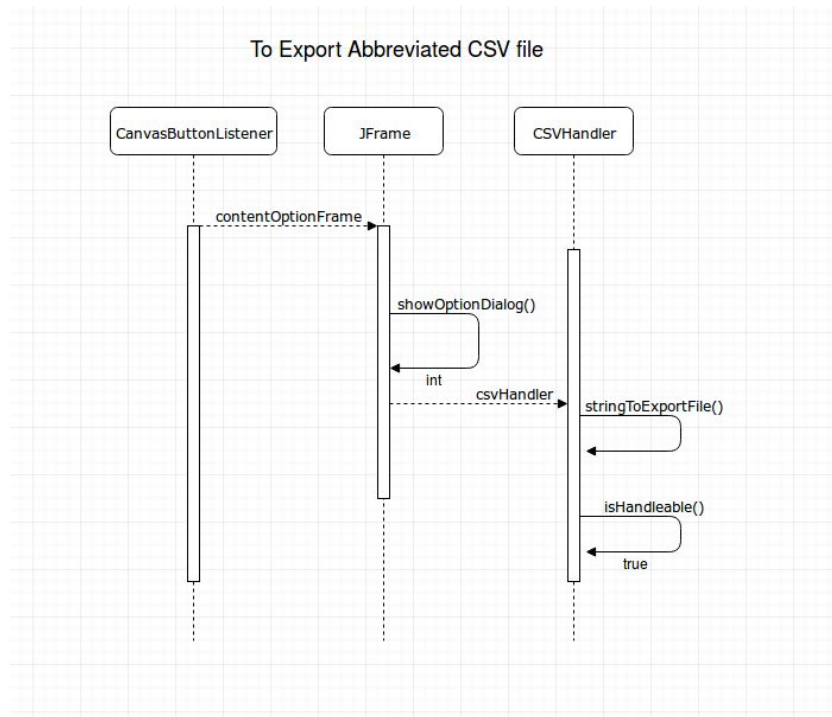 To Export Abbreviated CSV file
CanvasButtonListener
JFrame
CSVHandler
contentOptionFrame
showOptionDialog()
int
csvHandler
stringToExportFile()
isHandleable()
true